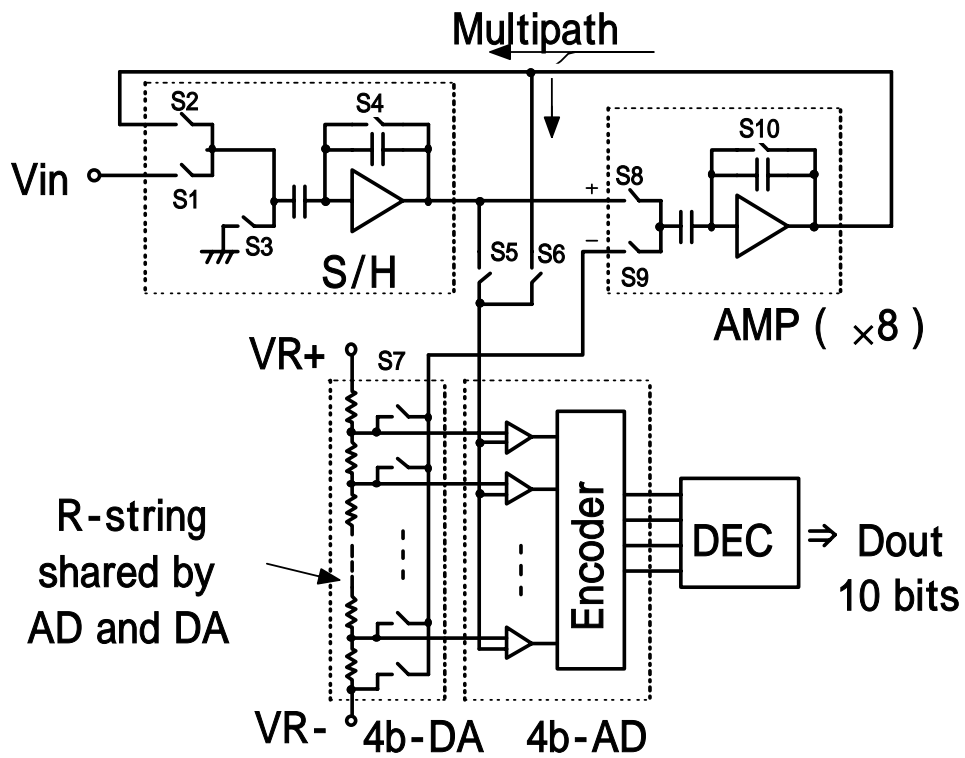 Multipath
S2
S4
S10
Vin
S1
S3
S/H
+
S8
−
S5
S6
S9
AMP ( ×8 )
VR+
S7
R-string
shared by
AD and DA
Encoder
DEC
⇒ Dout
10 bits
VR-
4b-DA
4b-AD